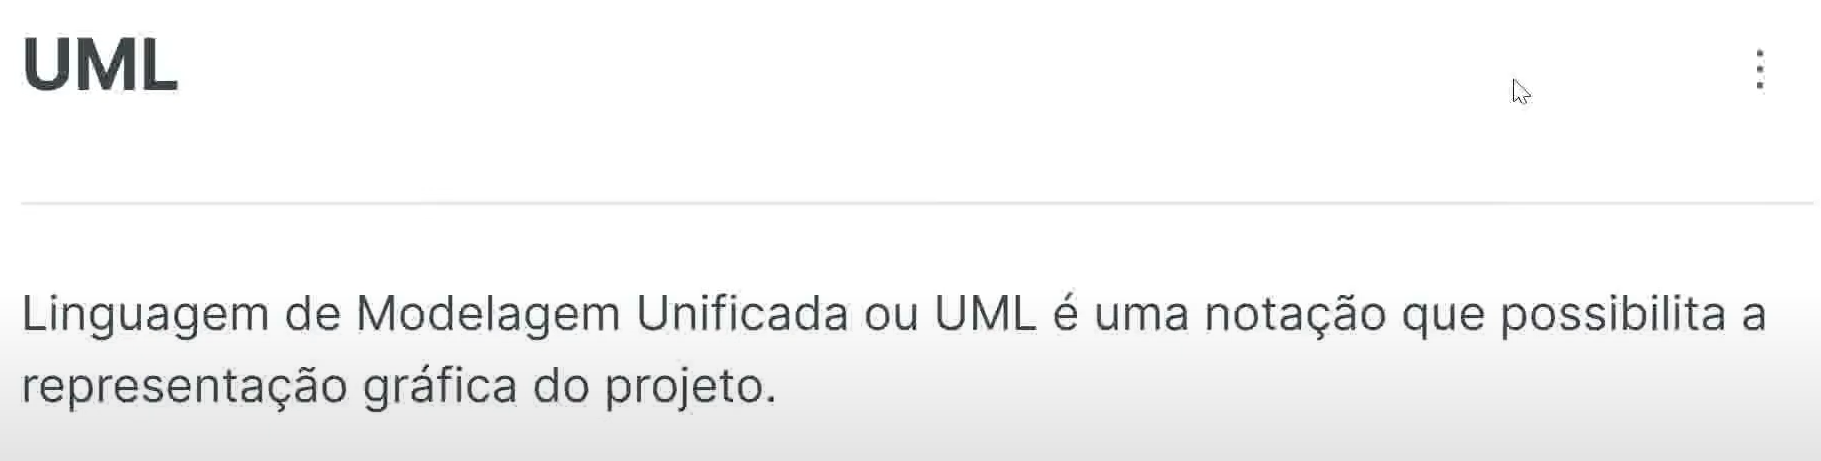 UML
Linguagem de Modelagem Unificada ou UML é uma notação que possibilita a
representação gráfica do projeto.